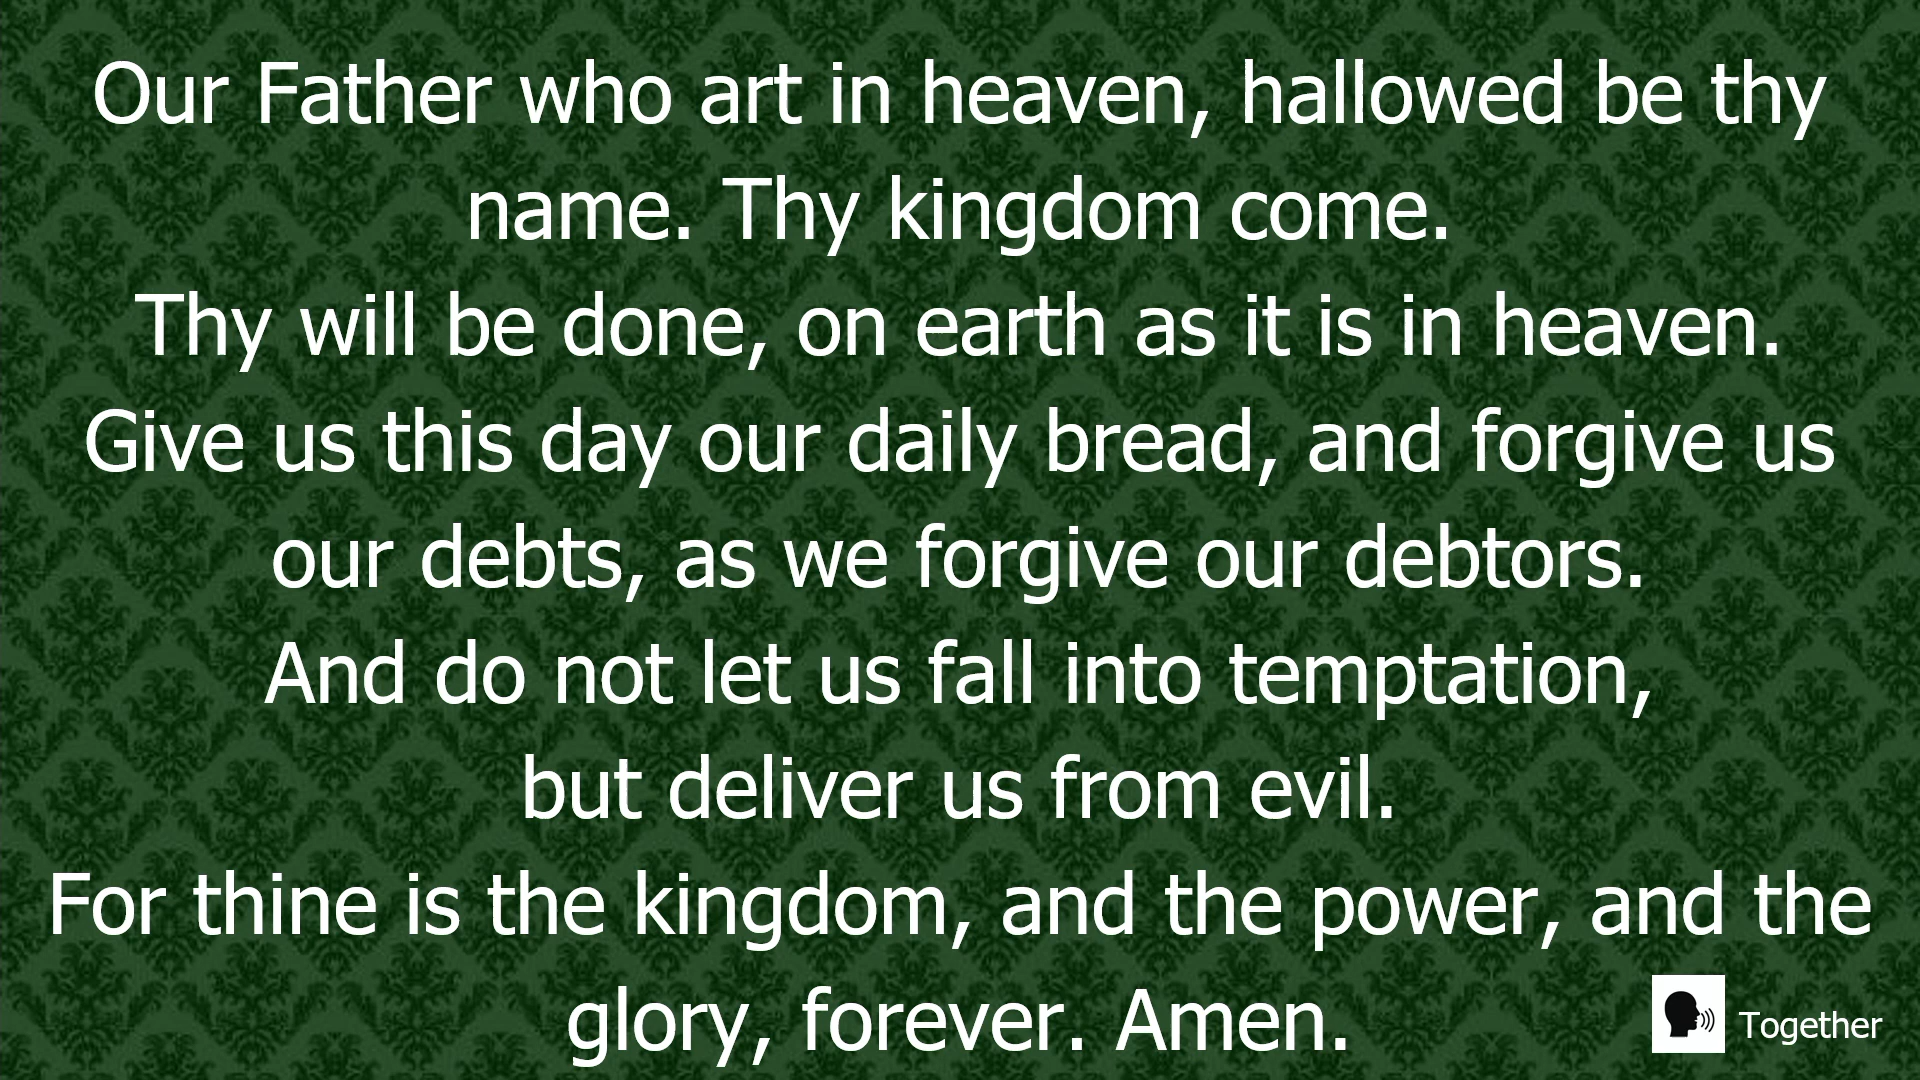 Our Father who art in heaven, hallowed be thy
name. Thy kingdom come.
Thy will be done, on earth as it is in heaven.
Give us this day our daily bread, and forgive us
our debts, as we forgive our debtors.
And do not let us fall into temptation,
but deliver us from evil.
For thine is the kingdom, and the power, and the
glory, forever. Amen.
Together